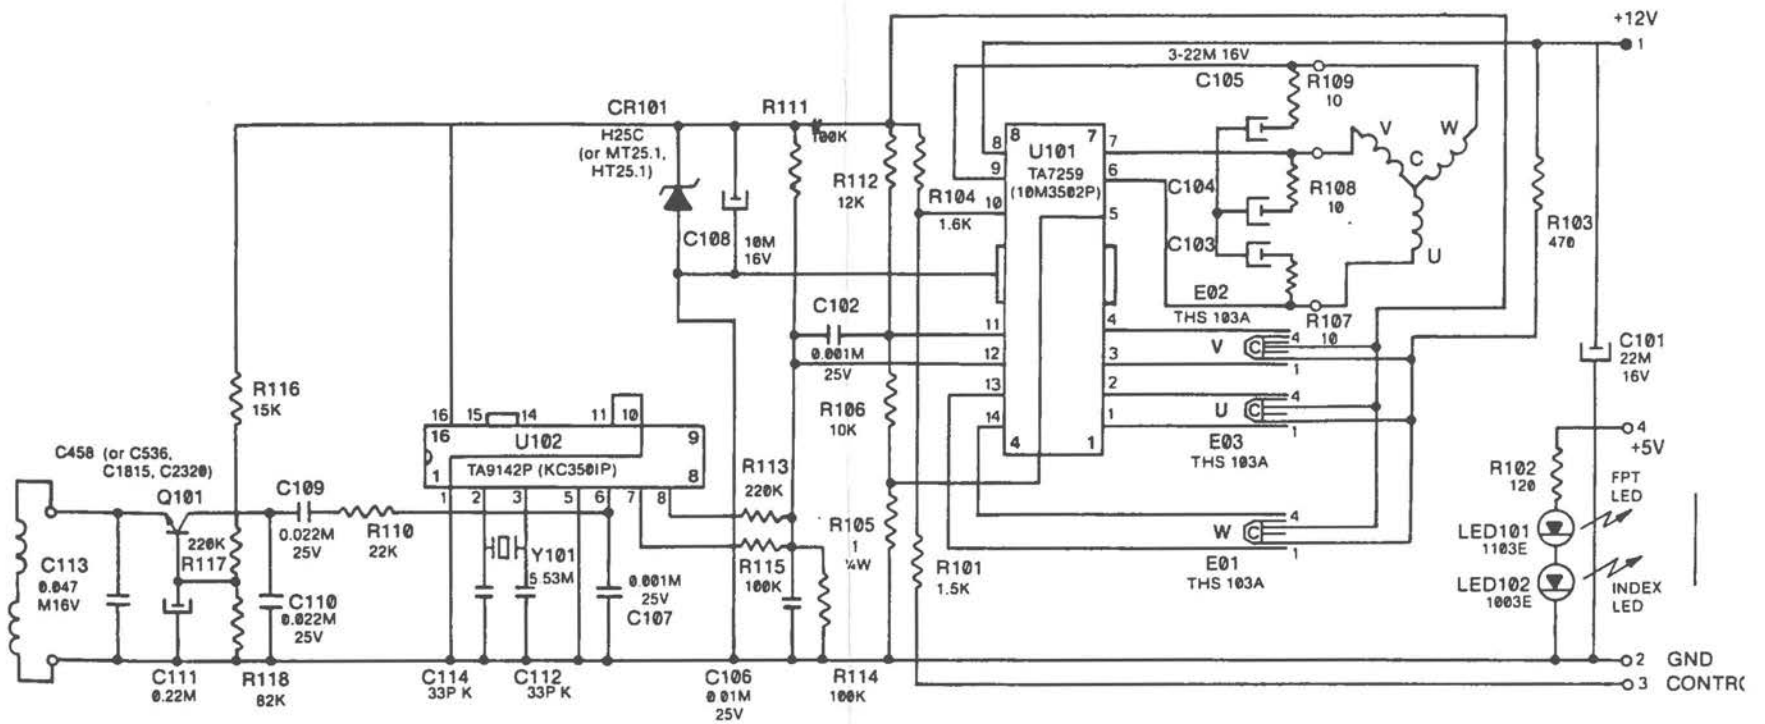 +12V
1
3-22M 16V
C105
R109
10
CR101
H25C
(or MT25.1,
HT25.1)
R111
100K
8
7
U101
TA7259
(10M3502P)
8
9
10
7
6
5
V
W
C
U
R112
12K
R104
1.6K
C104
R108
10
C103
R103
470
C108
10M
16V
E02
THS 103A
R107
10
C102
0.001M
25V
11
12
13
14
4
3
2
1
4
1
V
C
4
1
U
C
4
1
C101
22M
16V
R116
15K
R106
10K
E03
THS 103A
4
+5V
16
15
14
11
10
16
9
U102
TA9142P (KC3501P)
1
8
1
2
3
5
6
7
8
C458 (or C536,
C1815, C2320)
Q101
C109
0.022M
25V
R110
22K
220K
R117
R113
220K
R105
1
¼W
R102
120
FPT
LED
LED101
1103E
W
C
4
1
E01
THS 103A
C113
0.047
M16V
C110
0.022M
25V
Y101
5.53M
0.001M
25V
C107
R115
100K
R101
1.5K
LED102
1003E
INDEX
LED
C111
0.22M
R118
82K
C114
33P K
C112
33P K
C106
0.01M
25V
R114
100K
2 GND
3 CONTR